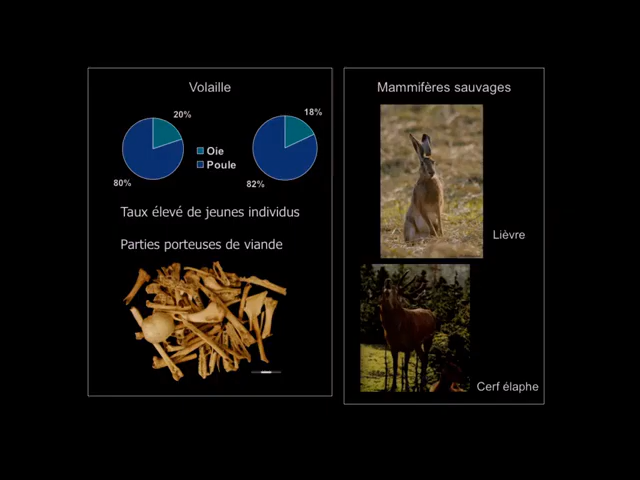 Volaille
20%
80%
Oie
Poule
18%
82%
Taux élevé de jeunes individus
Parties porteuses de viande
Mammifères sauvages
Lièvre
Cerf élaphe